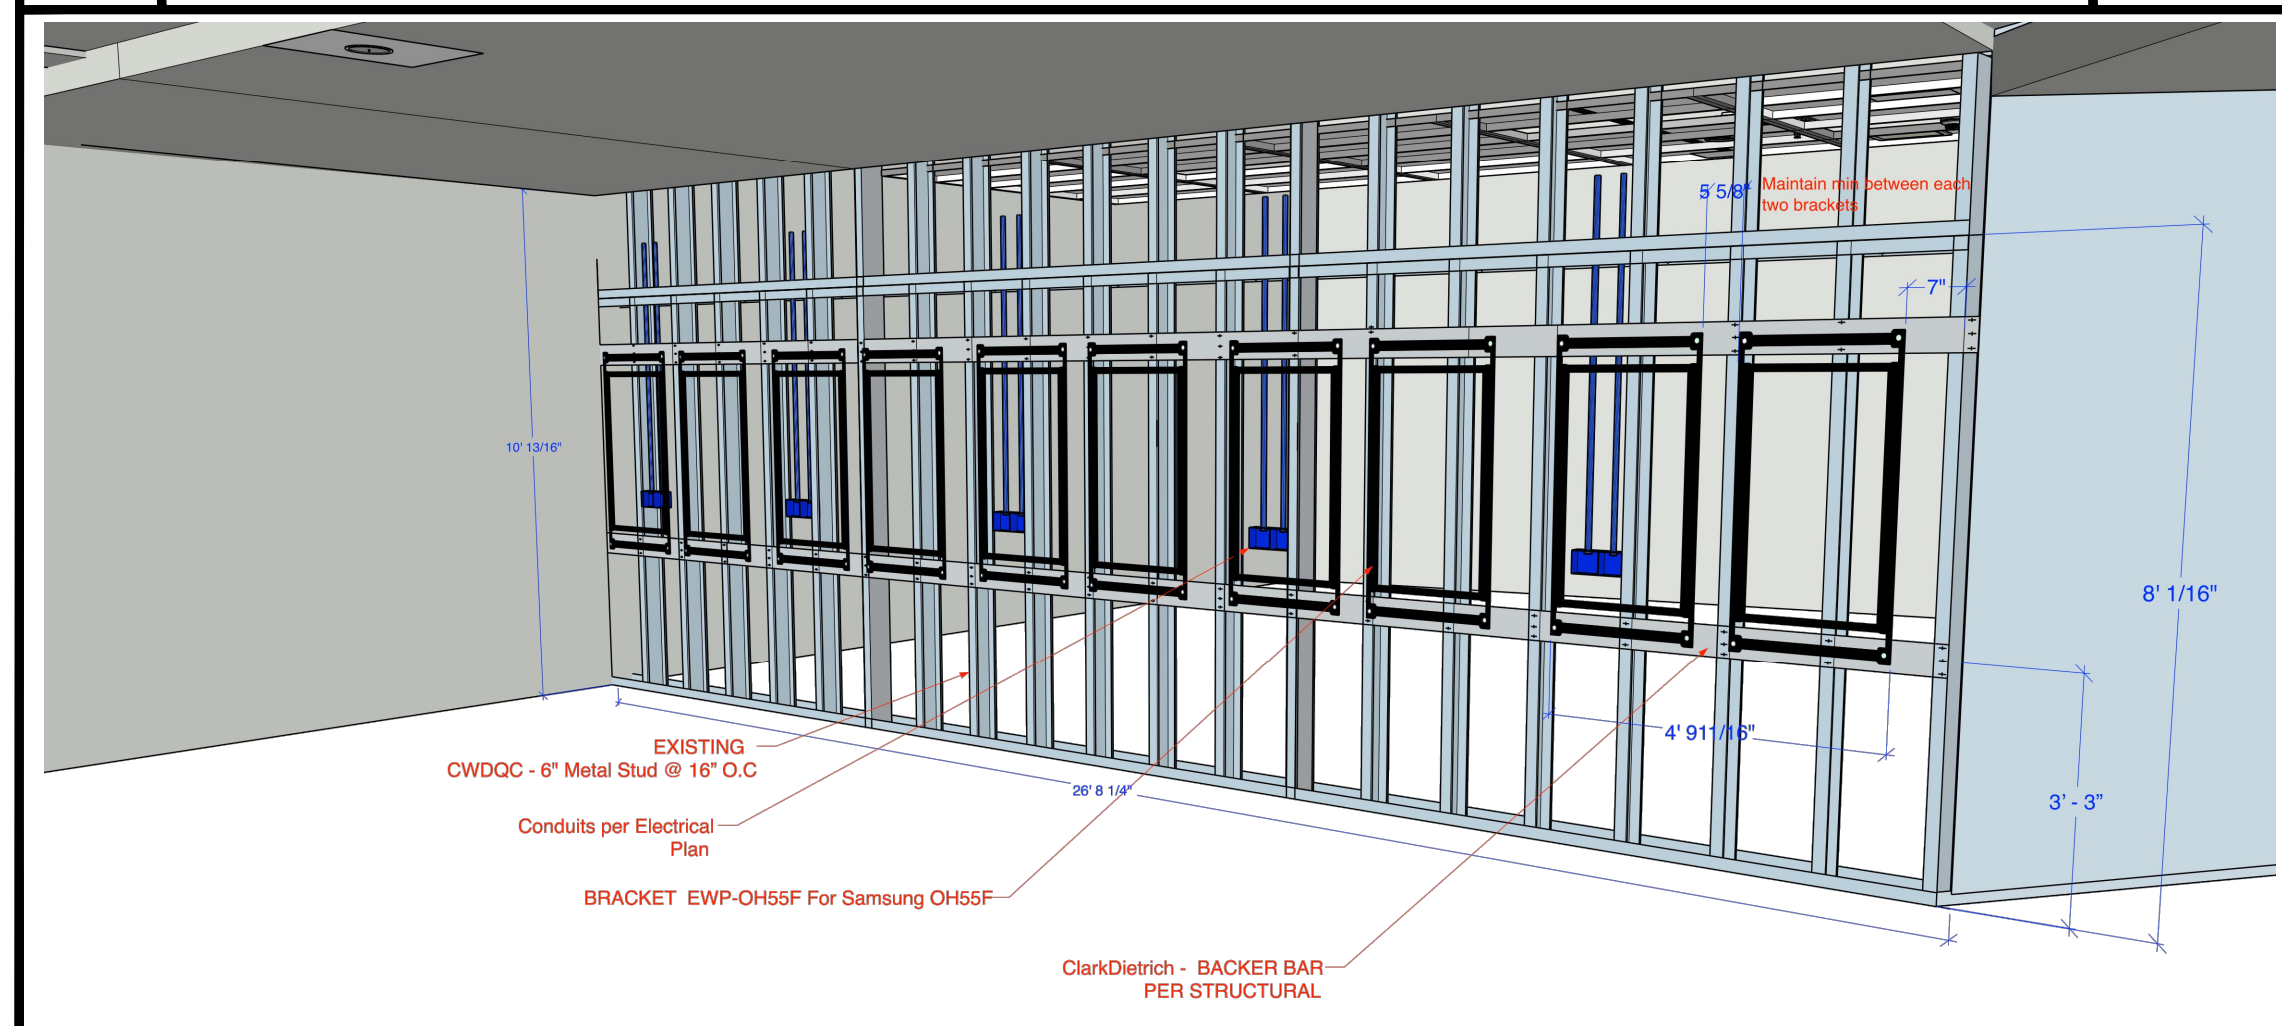 5 5/8"
Maintain min between each
two brackets
7"
10' 13/16"
8' 1/16"
4' 911/16"
3' - 3"
26' 8 1/4"
EXISTING
CWDQC - 6" Metal Stud @ 16" O.C
Conduits per Electrical
Plan
BRACKET EWP-OH55F For Samsung OH55F
ClarkDietrich - BACKER BAR
PER STRUCTURAL